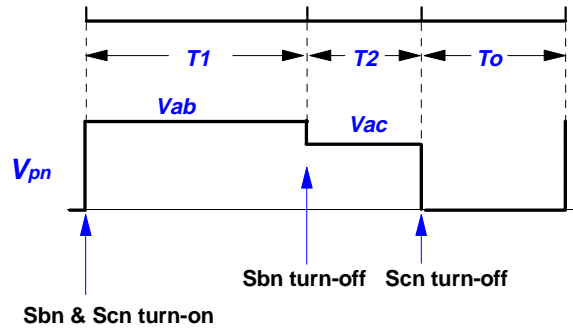 T1 T2 To
Vab
Vac
Vpn
Sbn turn-off Scn turn-off
Sbn & Scn turn-on